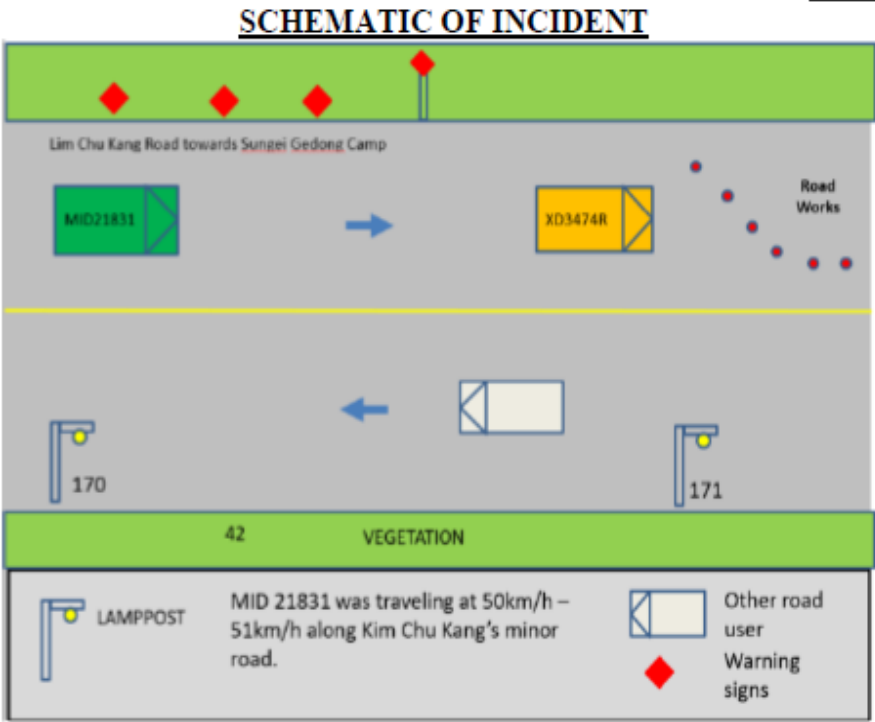 SCHEMATIC OF INCIDENT
Lim Chu Kang Road towards Sungei Gedong Camp
MID21831
XD3474R
Road
Works
170
171
42
VEGETATION
LAMPPOST
MID 21831 was traveling at 50km/h –
51km/h along Kim Chu Kang's minor
road.
Other road
user
Warning
signs